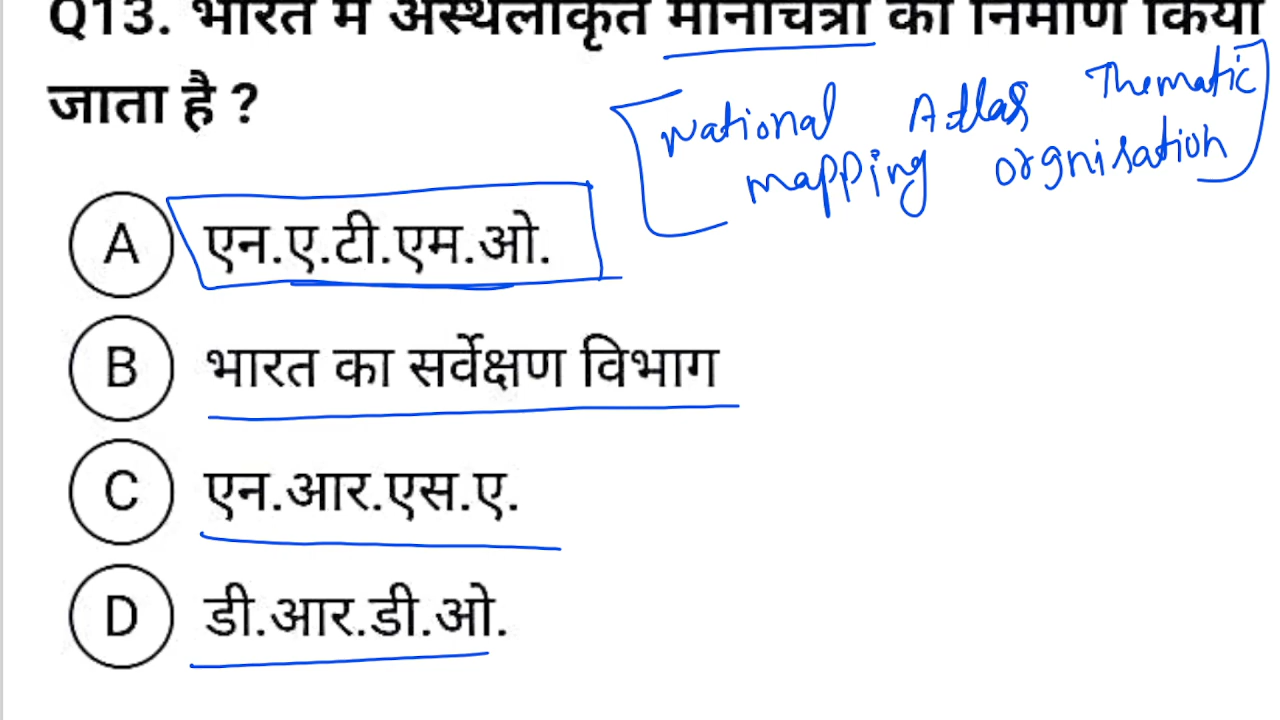 Q13. भारत में अस्थलाकृत मानचित्रों का निर्माण किया
जाता है ?
National Atlas Thematic
mapping orgnisation
A एन.ए.टी.एम.ओ.
B भारत का सर्वेक्षण विभाग
C एन.आर.एस.ए.
D डी.आर.डी.ओ.